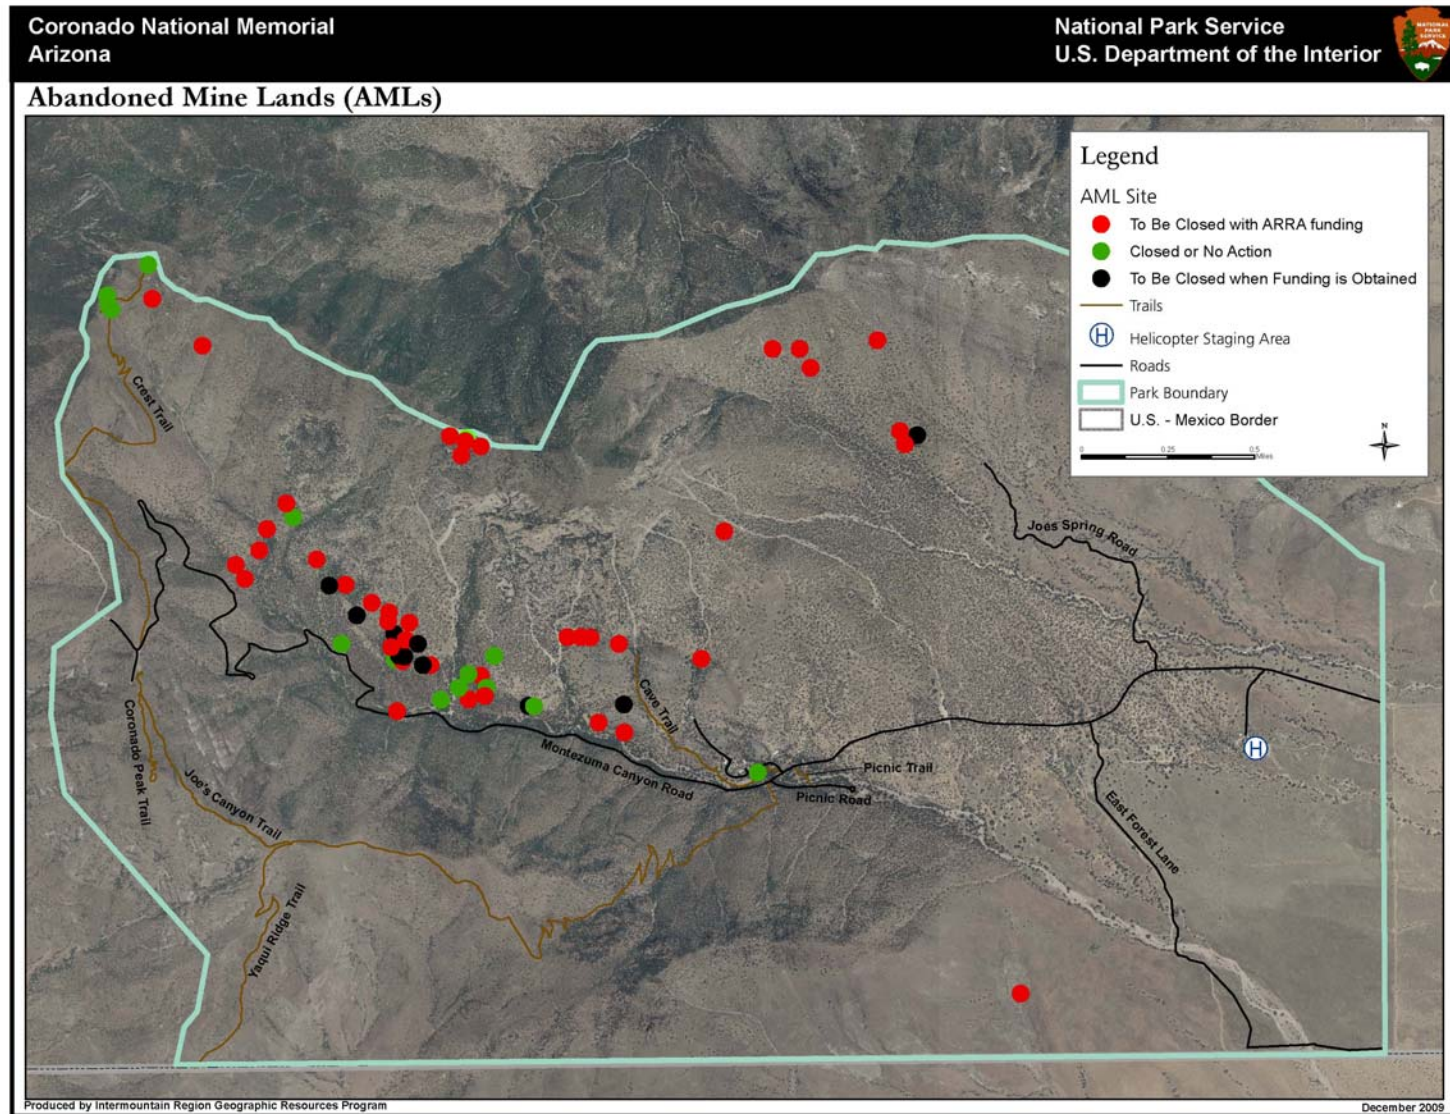 Coronado National Memorial
Arizona
National Park Service
U.S. Department of the Interior
NATIONAL
PARK
SERVICE
Abandoned Mine Lands (AMLs)
Legend
AML Site
To Be Closed with ARRA funding
Closed or No Action
To Be Closed when Funding is Obtained
Trails
H
Helicopter Staging Area
Roads
Park Boundary
U.S. - Mexico Border
N
0 0.25 0.5
Miles
Crest Trail
Joes Spring Road
Cave Trail
Coronado Peak Trail
Joe's Canyon Trail
Montezuma Canyon Road
Picnic Trail
Picnic Road
H
East Forest Lane
Yaqui Ridge Trail
Produced by Intermountain Region Geographic Resources Program
December 2009